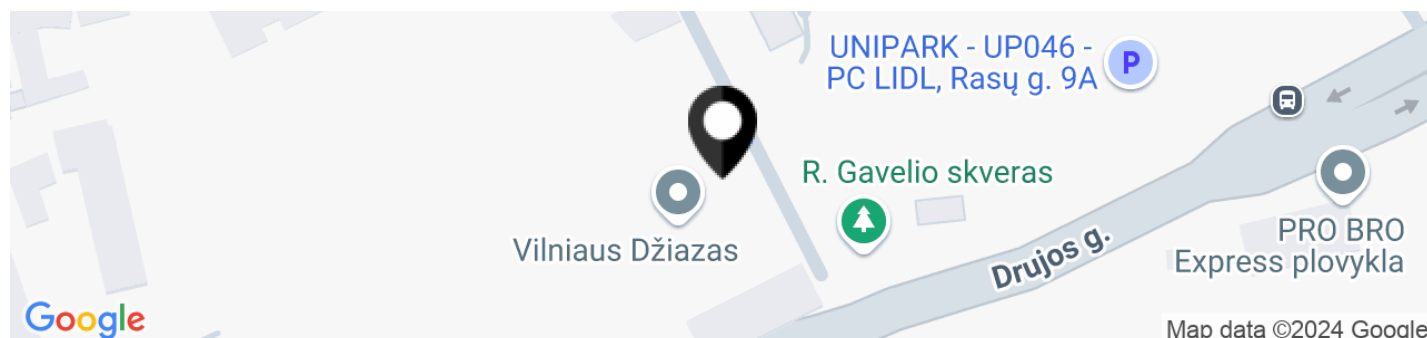 UNIPARK - UP046 -
PC LIDL, Rasų g. 9A
P
R. Gavelio skveras
Vilniaus Džiazas
Drujos g.
PRO BRO
Express plovykla
Google
Map data ©2024 Google